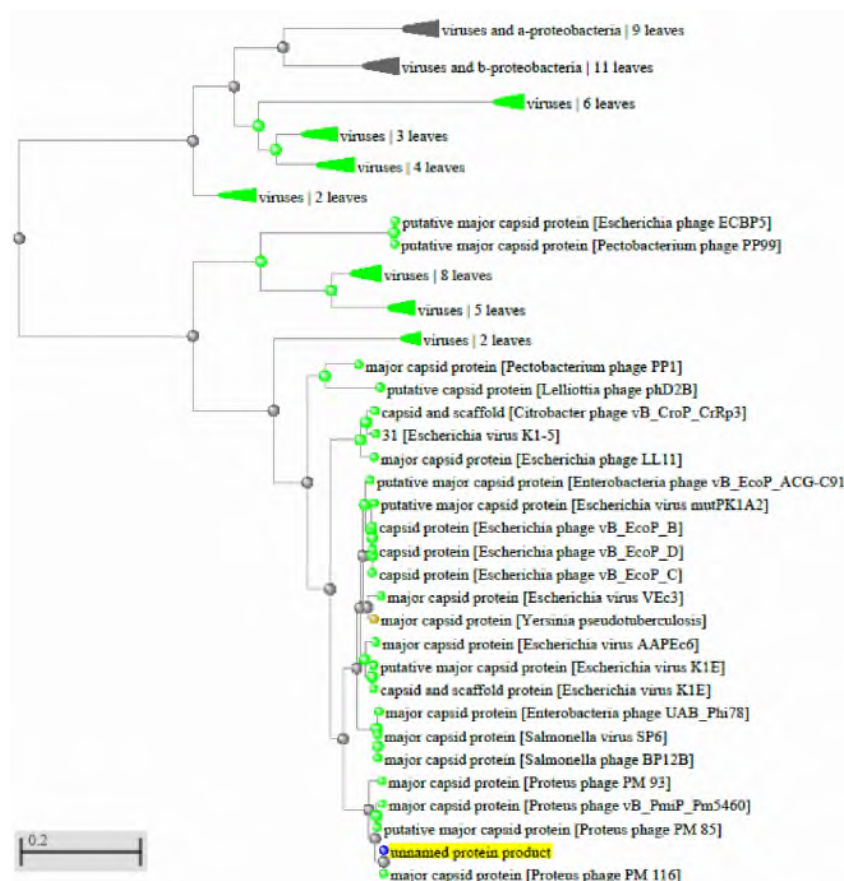 viruses and a-proteobacteria | 9 leaves
viruses and b-proteobacteria | 11 leaves
viruses | 6 leaves
viruses | 3 leaves
viruses | 4 leaves
viruses | 2 leaves
putative major capsid protein [Escherichia phage ECBP5]
putative major capsid protein [Pectobacterium phage PP99]
viruses | 8 leaves
viruses | 5 leaves
viruses | 2 leaves
major capsid protein [Pectobacterium phage PP1]
putative capsid protein [Lelliottia phage phD2B]
capsid and scaffold [Citrobacter phage vB_CroP_CrRp3]
31 [Escherichia virus K1-5]
major capsid protein [Escherichia phage LL11]
putative major capsid protein [Enterobacteria phage vB_EcoP_ACG-C91
putative major capsid protein [Escherichia virus mutPK1A2]
capsid protein [Escherichia phage vB_EcoP_B]
capsid protein [Escherichia phage vB_EcoP_D]
capsid protein [Escherichia phage vB_EcoP_C]
major capsid protein [Escherichia virus VEc3]
major capsid protein [Yersinia pseudotuberculosis]
major capsid protein [Escherichia virus AAPEc6]
putative major capsid protein [Escherichia virus K1E]
capsid and scaffold protein [Escherichia virus K1E]
major capsid protein [Enterobacteria phage UAB_Phi78]
major capsid protein [Salmonella virus SP6]
major capsid protein [Salmonella phage BP12B]
major capsid protein [Proteus phage PM 93]
major capsid protein [Proteus phage vB_PmiP_Pm5460]
putative major capsid protein [Proteus phage PM 85]
0.2
unnamed protein product
major capsid protein [Proteus phage PM 116]